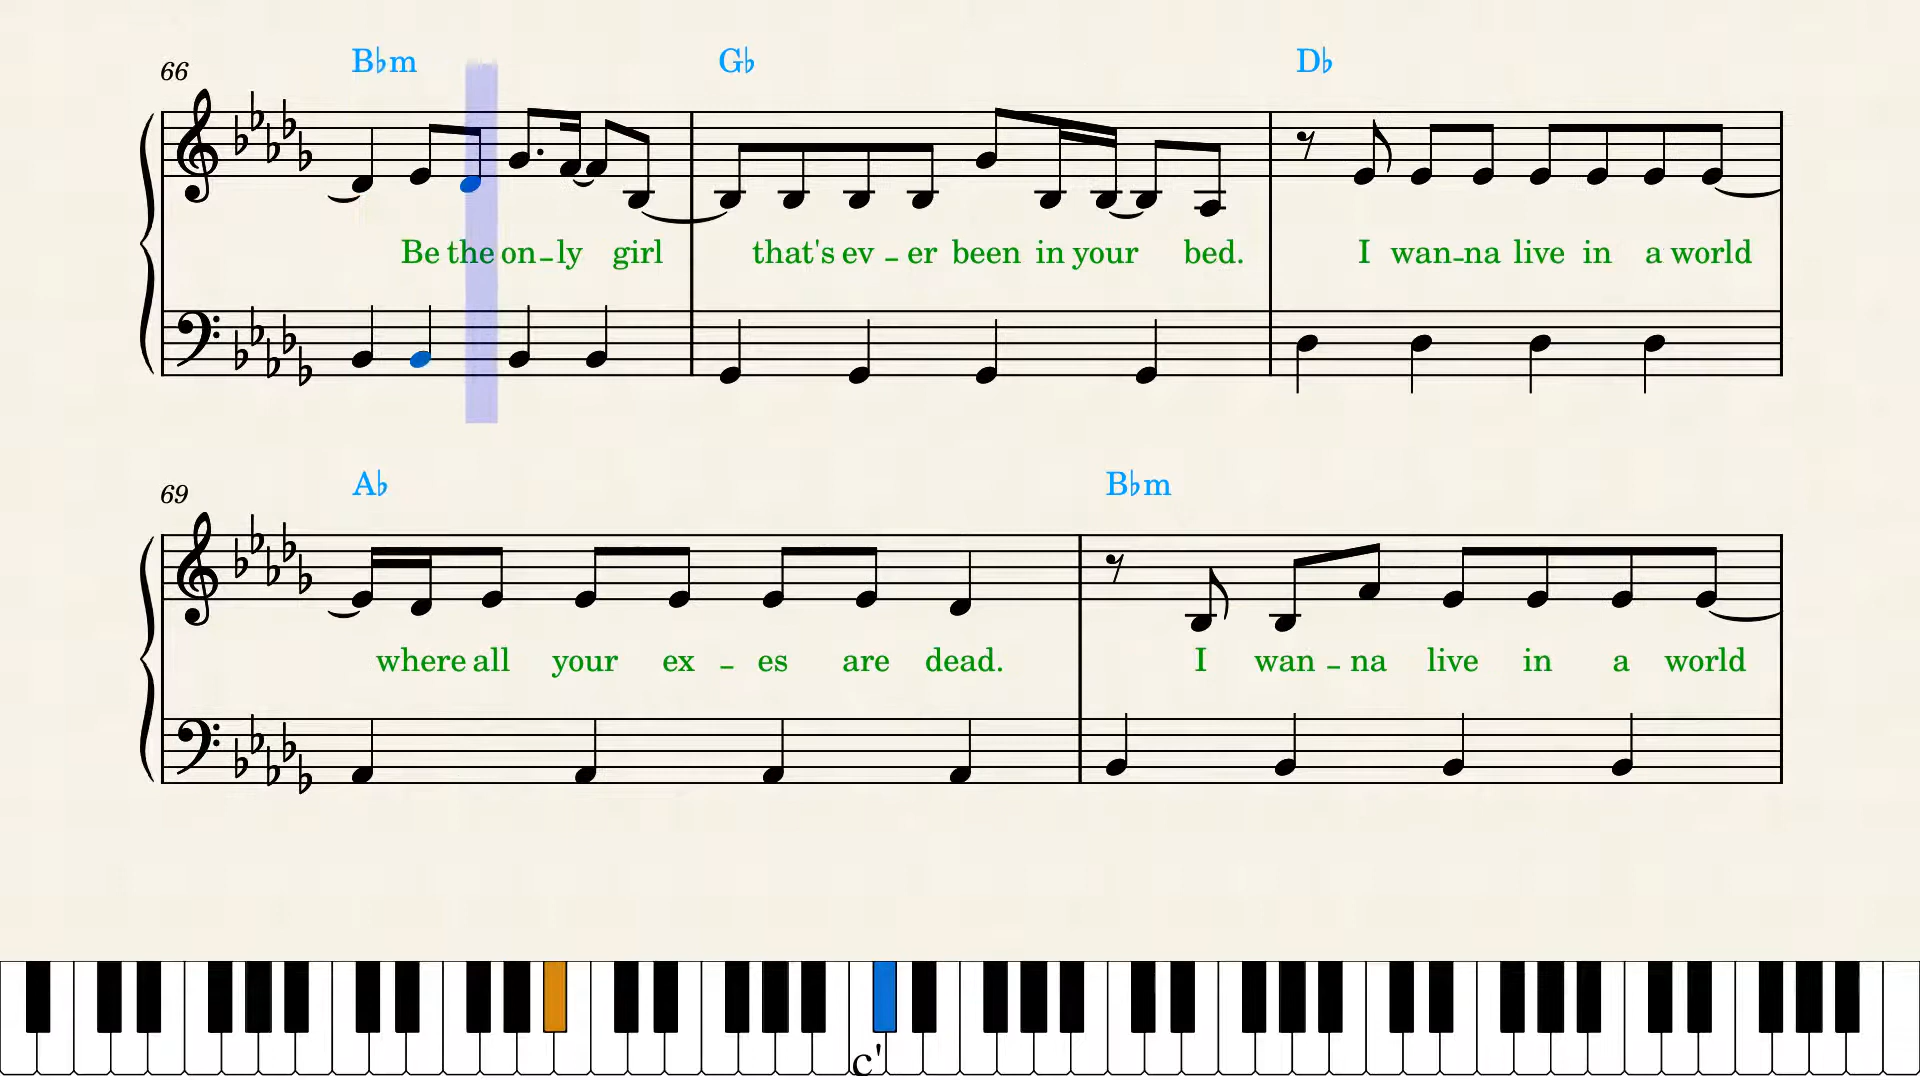 66 B♭m G♭ D♭
Be the on-ly girl that's ev-er been in your bed. I wan-na live in a world
69 A♭ B♭m
where all your ex-es are dead. I wan-na live in a world
c'